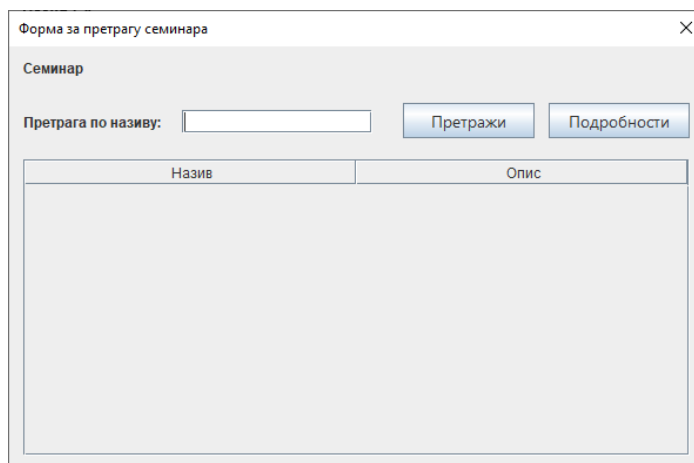 Форма за претрагу семинара
Семинар
Претрага по називу: Претражи Подробности
Назив Опис